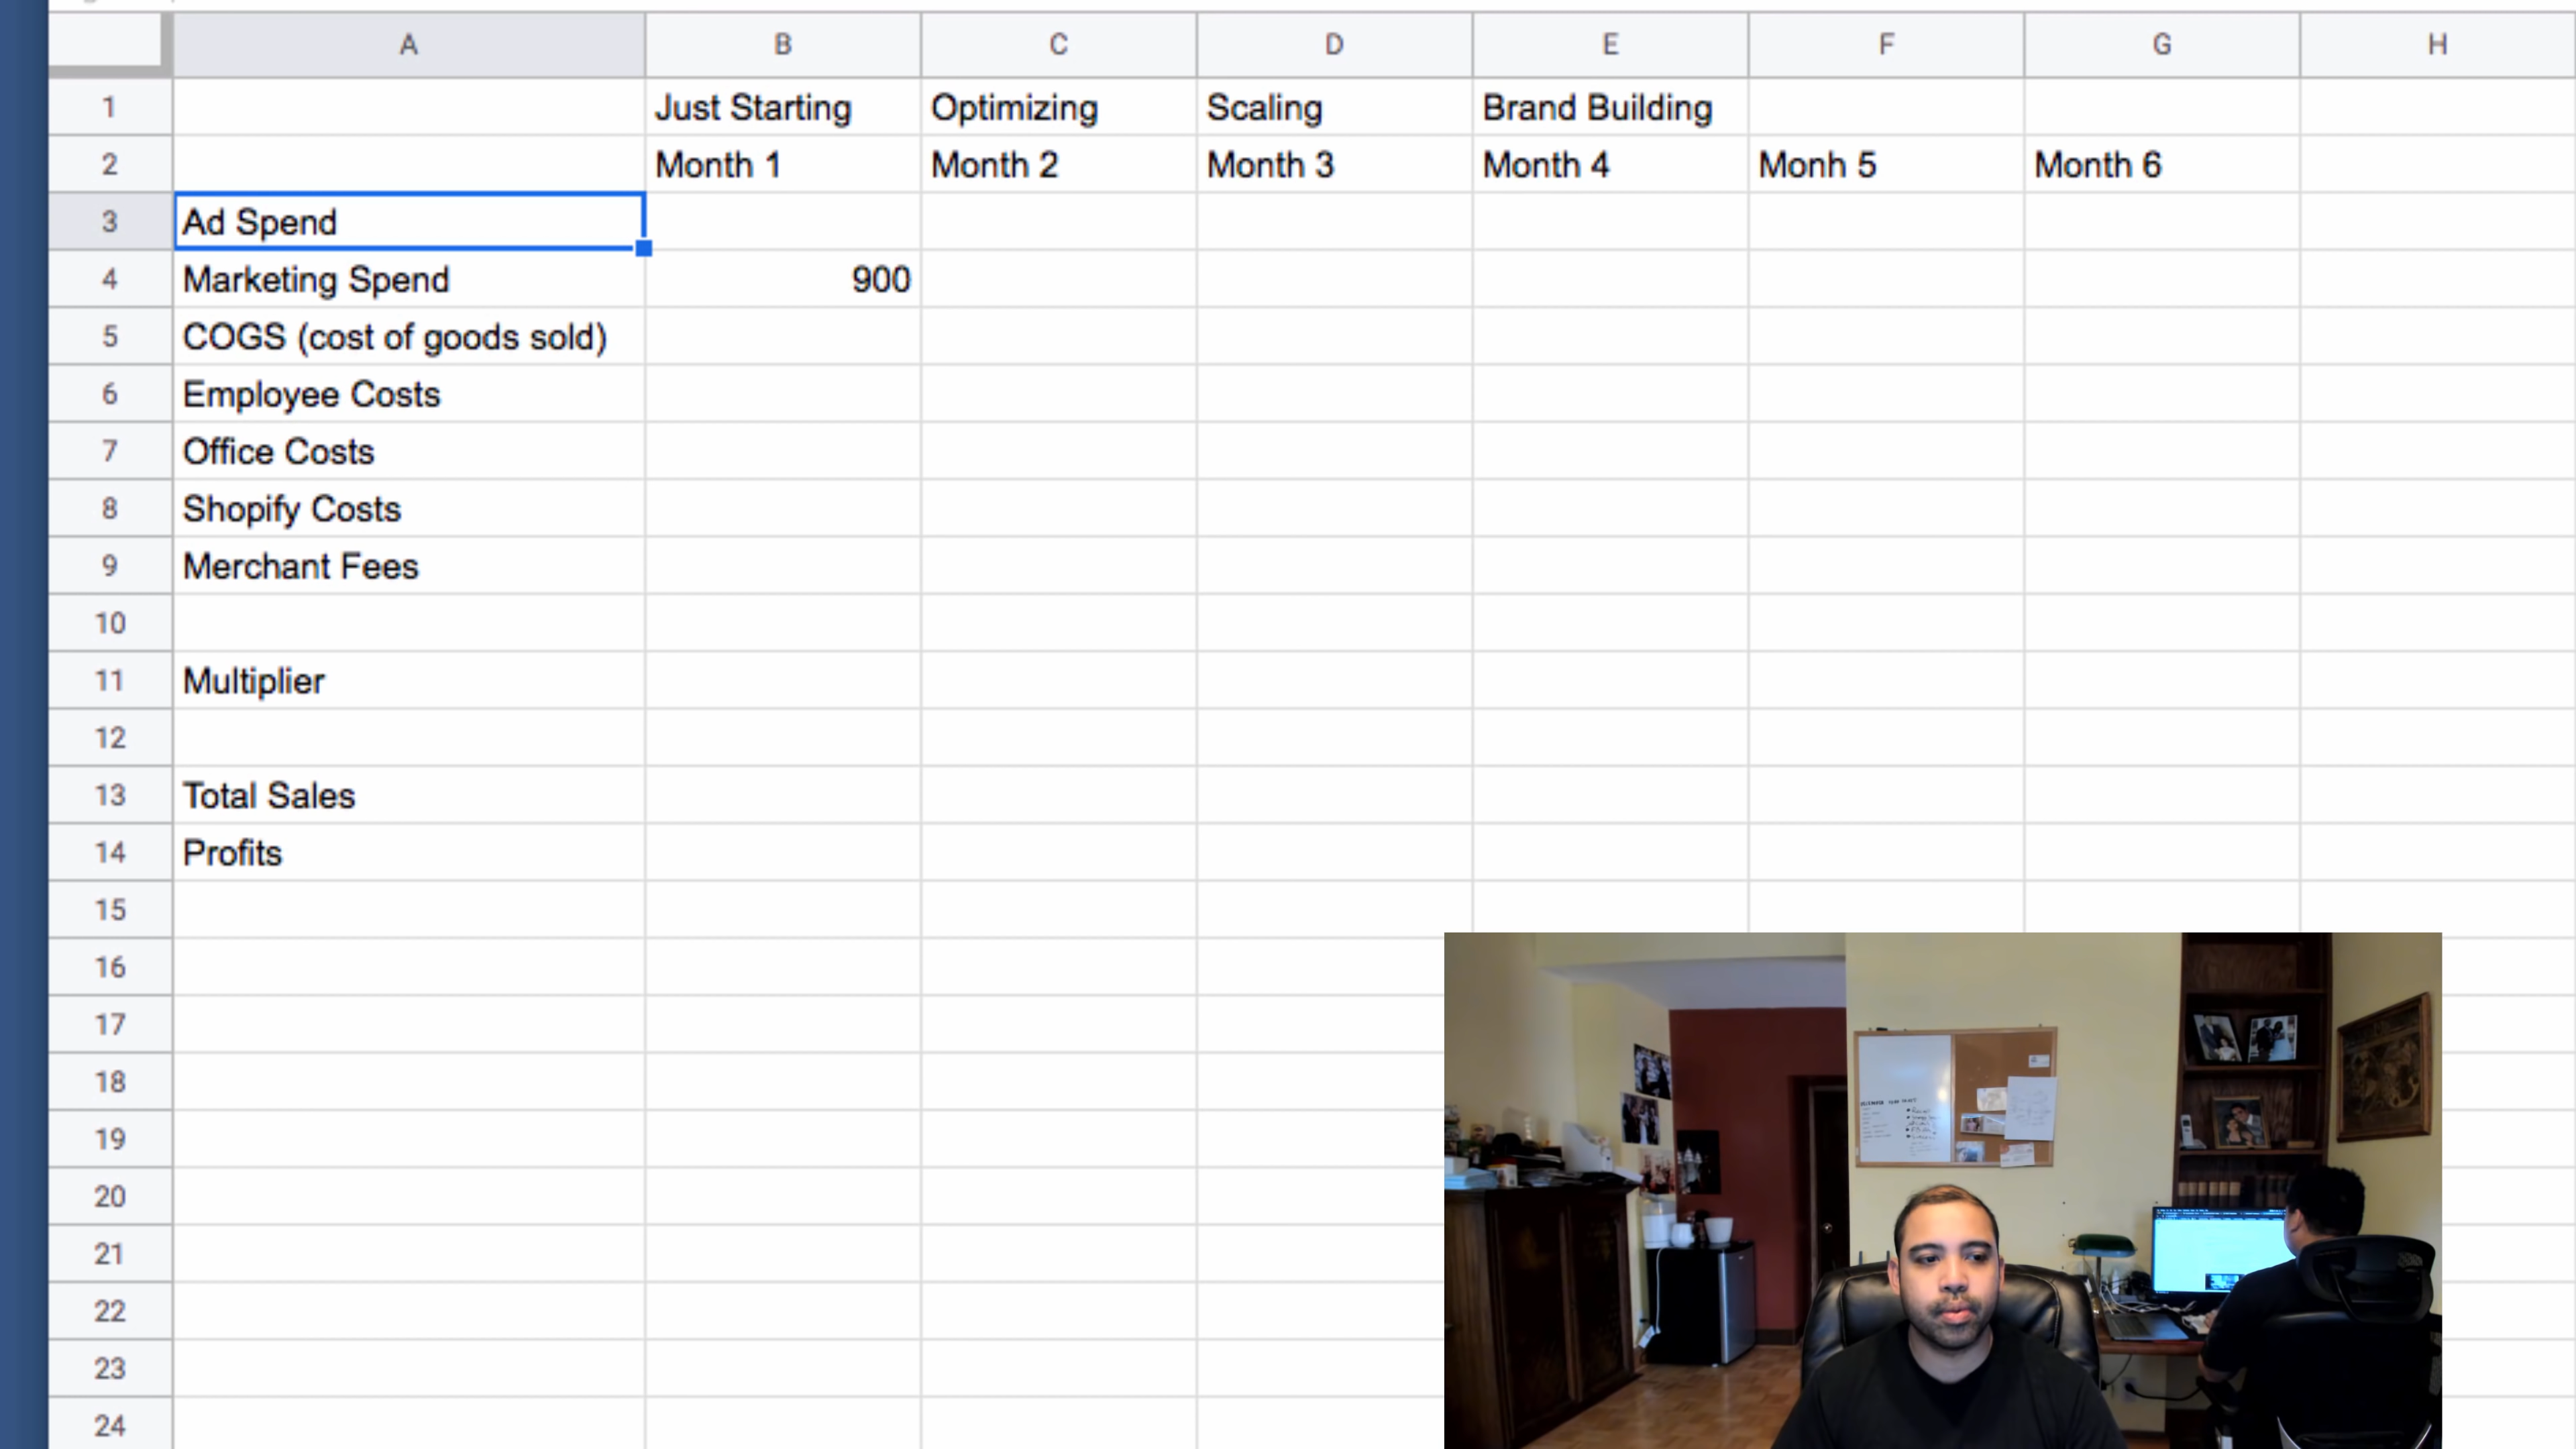 A B C D E F G H
1 Just Starting Optimizing Scaling Brand Building
2 Month 1 Month 2 Month 3 Month 4 Monh 5 Month 6
3 Ad Spend
4 Marketing Spend 900
5 COGS (cost of goods sold)
6 Employee Costs
7 Office Costs
8 Shopify Costs
9 Merchant Fees
10
11 Multiplier
12
13 Total Sales
14 Profits
15
16
17
18
19
20
21
22
23
24